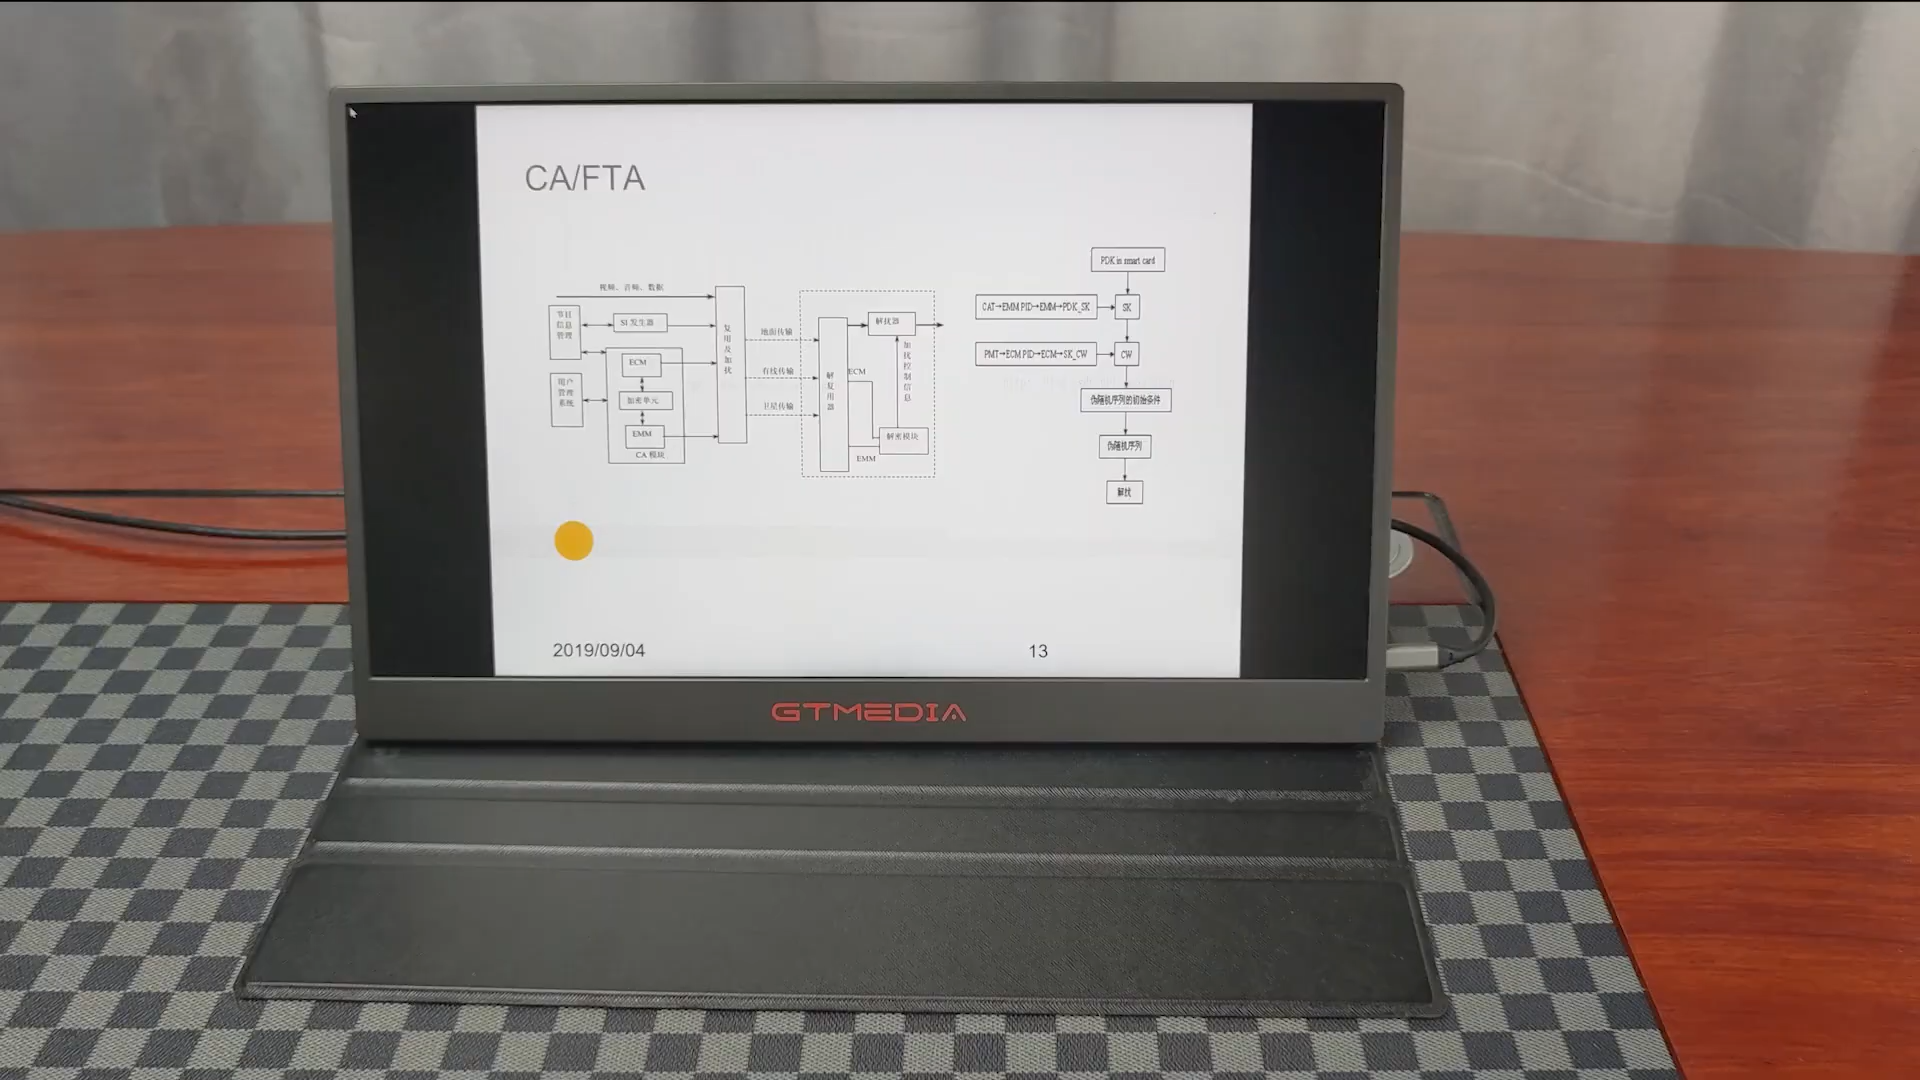 CA/FTA
视频、音频、数据
节目
信息
管理
SI 发生器
ECM
用户
管理
系统
加密单元
EMM
CA 模块
复用及加扰
地面传输
有线传输
卫星传输
解复用器
解扰器
ECM
加扰控制信息
解密模块
EMM
PDK in smart card
CAT→EMM PID→EMM→PDK_SK
SK
PMT→ECM PID→ECM→SK_CW
CW
伪随机序列的初始条件
伪随机序列
解扰
2019/09/04
13
GTMEDIA